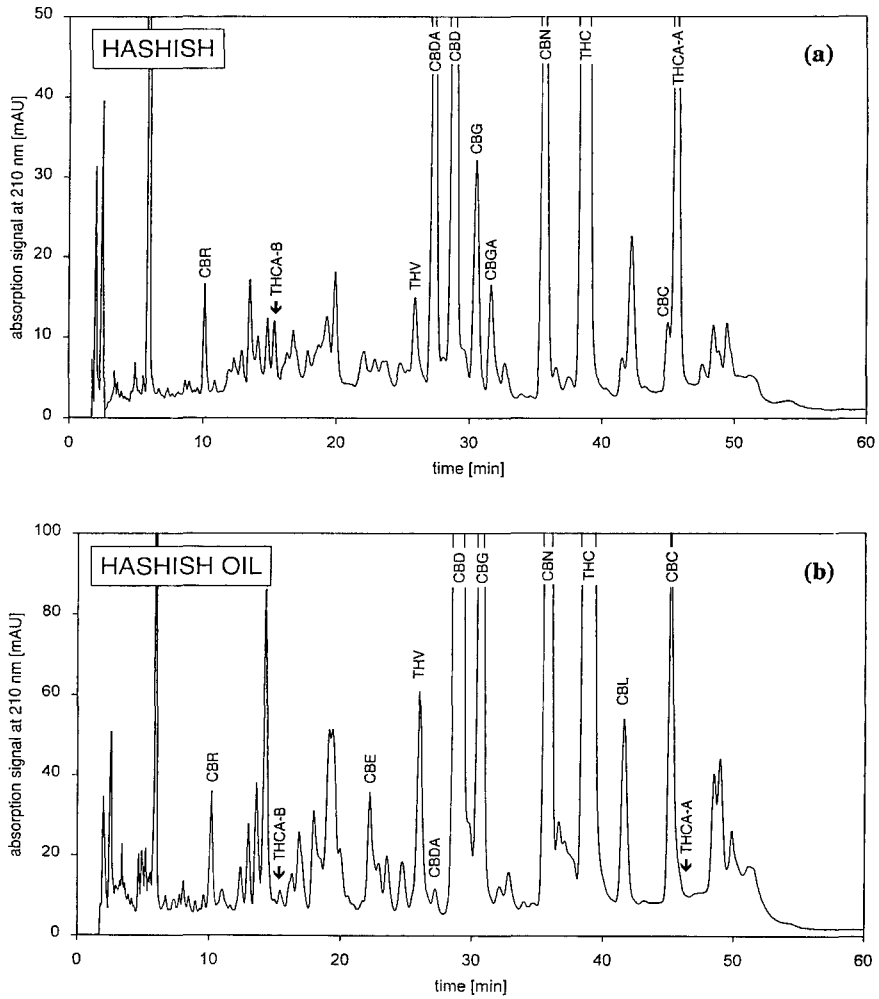 HASHISH
(a)
absorption signal at 210 nm [mAU]
50
40
30
20
10
0
CBR
THCA-B
THV
CBDA
CBD
CBG
CBGA
CBN
THC
CBC
THCA-A
0 10 20 30 40 50 60
time [min]
HASHISH OIL
(b)
absorption signal at 210 nm [mAU]
100
80
60
40
20
0
CBR
THCA-B
CBE
THV
CBDA
CBD
CBG
CBN
THC
CBL
CBC
THCA-A
0 10 20 30 40 50 60
time [min]